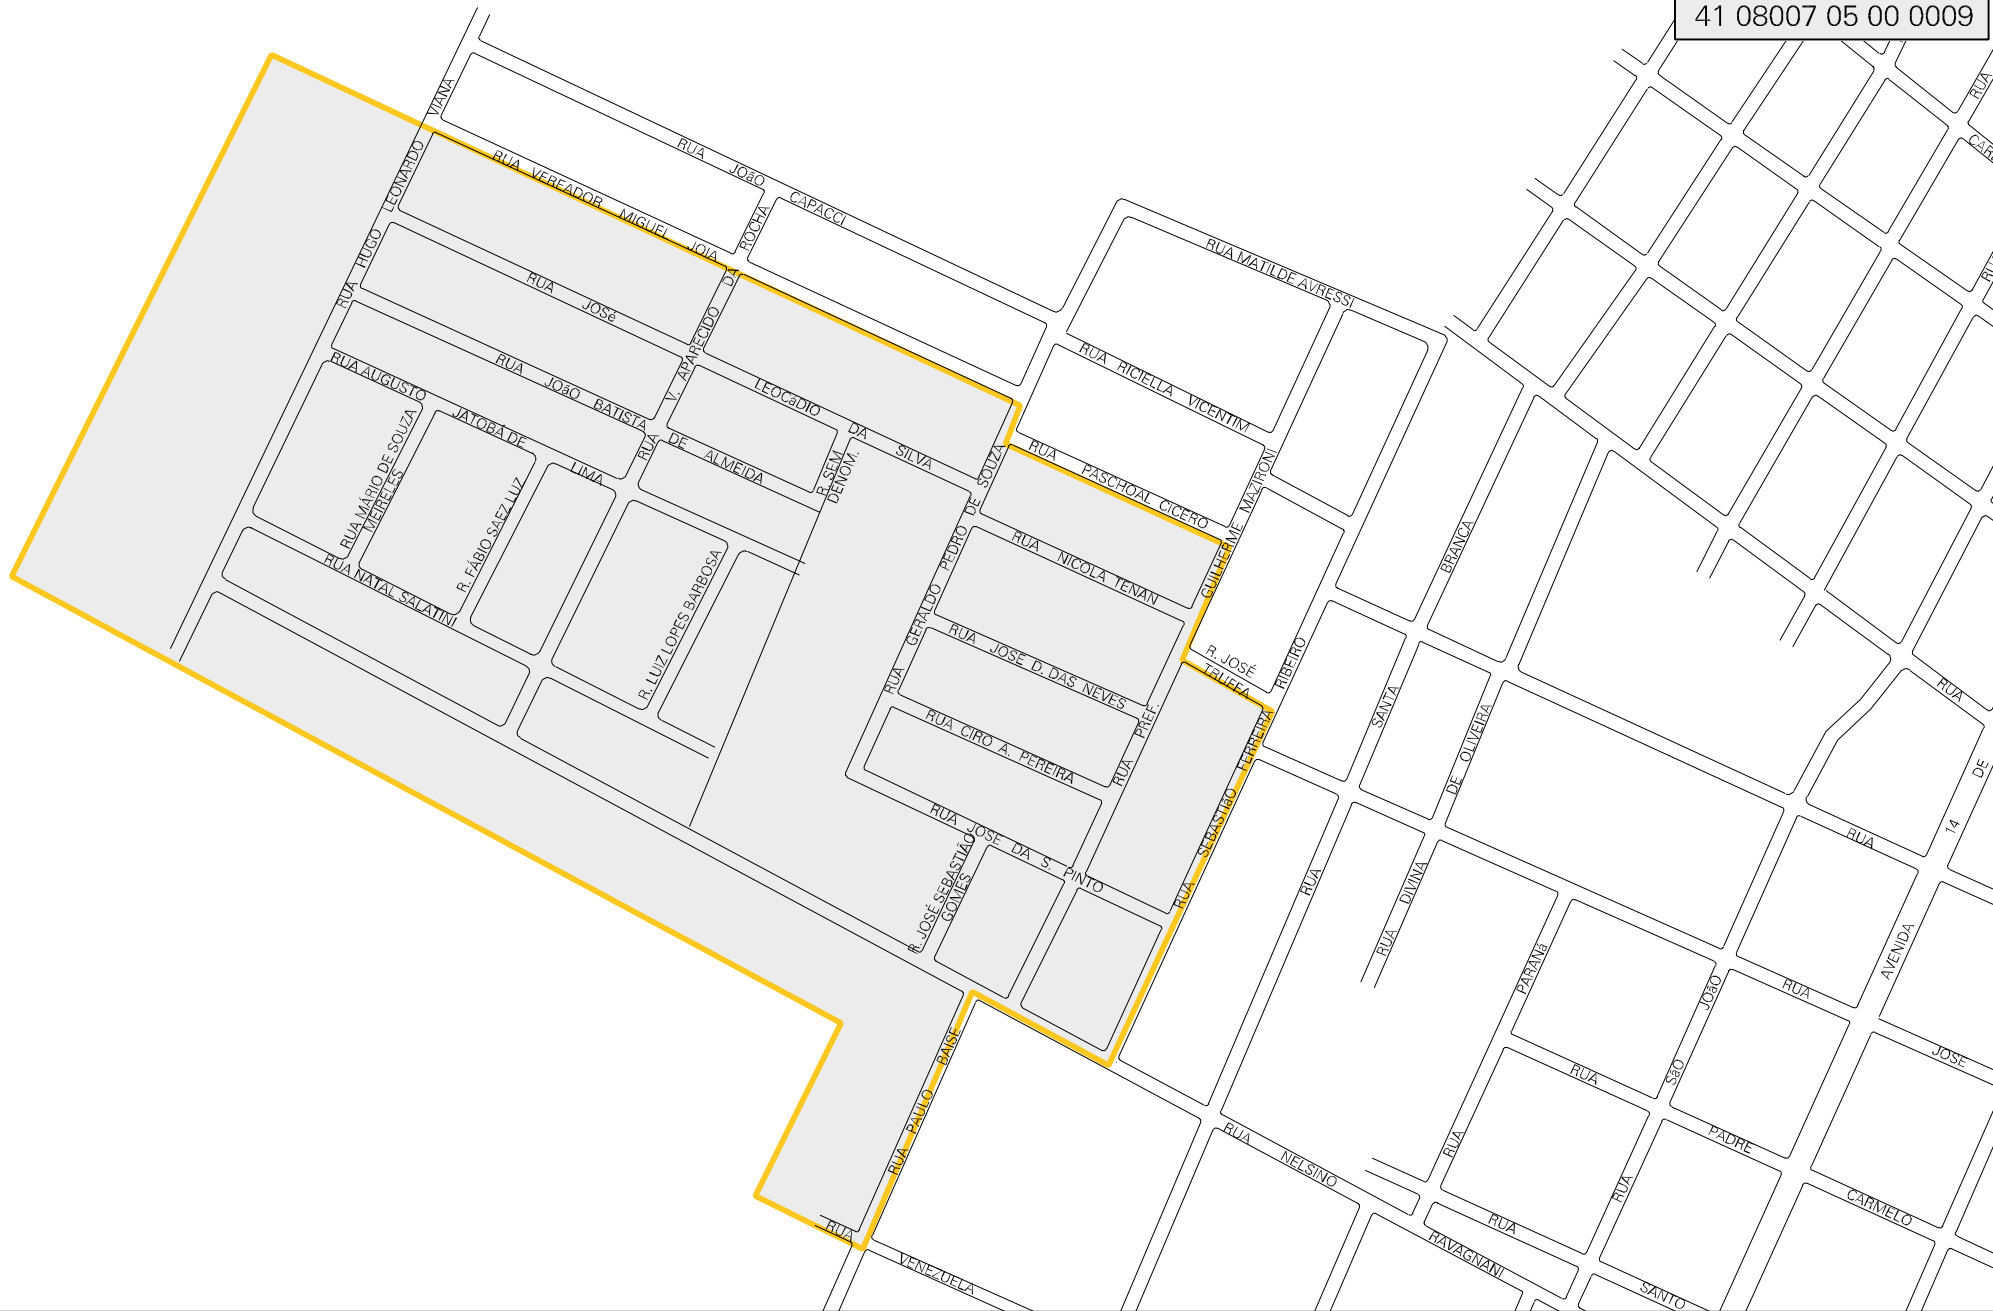 41 08007 05 00 0009
RUA HUGO LEONARDO VIANA
RUA JOãO CAPACCI
RUA VEREADOR MIGUEL JOIA
RUA V. APARECIDO DA ROCHA
RUA MATILDE AVRESSI
RUA JOSé LEOCáDIO DA SILVA
RUA JOãO BATISTA DE ALMEIDA
RUA AUGUSTO JATOBÁ DE LIMA
RUA MÁRIO DE SOUZA
MEIRELES
R. FÁBIO SAEZ LUZ
R. LUIZ LOPES BARBOSA
RUA NATAL SALATINI
R. SEM
DENOM.
RUA RICIELLA VICENTIM
RUA PASCHOAL CICERO
RUA GERALDO PEDRO DE SOUZA
RUA NICOLA TENAN
RUA JOSE D. DAS NEVES
RUA CIRO A. PEREIRA
RUA JOSE DA S. PINTO
R. JOSÉ SEBASTIÃO
GOMES
RUA PREF. GUILHERME MAZIRONI
R. JOSÉ
TRUFFA
RUA SEBASTIãO FERREIRA RIBEIRO
RUA SANTA BRANCA
RUA DIVINA DE OLIVEIRA
RUA PARANá
RUA SãO JOãO
AVENIDA 14 DE
RUA PAULO BAISE
RUA VENEZUELA
RUA NELSINO RAVAGNANI
RUA PADRE CARMELO
RUA JOSE
RUA SANTO
RUA
RUA
RUA